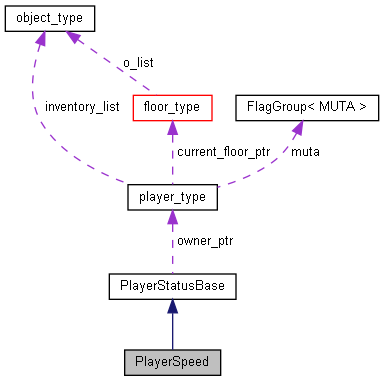 object_type
o_list
inventory_list
floor_type
FlagGroup< MUTA >
current_floor_ptr
muta
player_type
owner_ptr
PlayerStatusBase
PlayerSpeed